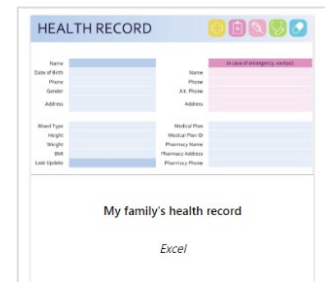 HEALTH RECORD
In case of emergency, contact:
Name
Date of Birth
Name
Phone
Phone
Gender
Alt. Phone
Address
Address
Blood Type
Medical Plan
Height
Medical Plan ID
Weight
Pharmacy Name
BMI
Pharmacy Address
Last Update
Pharmacy Phone
My family's health record
Excel